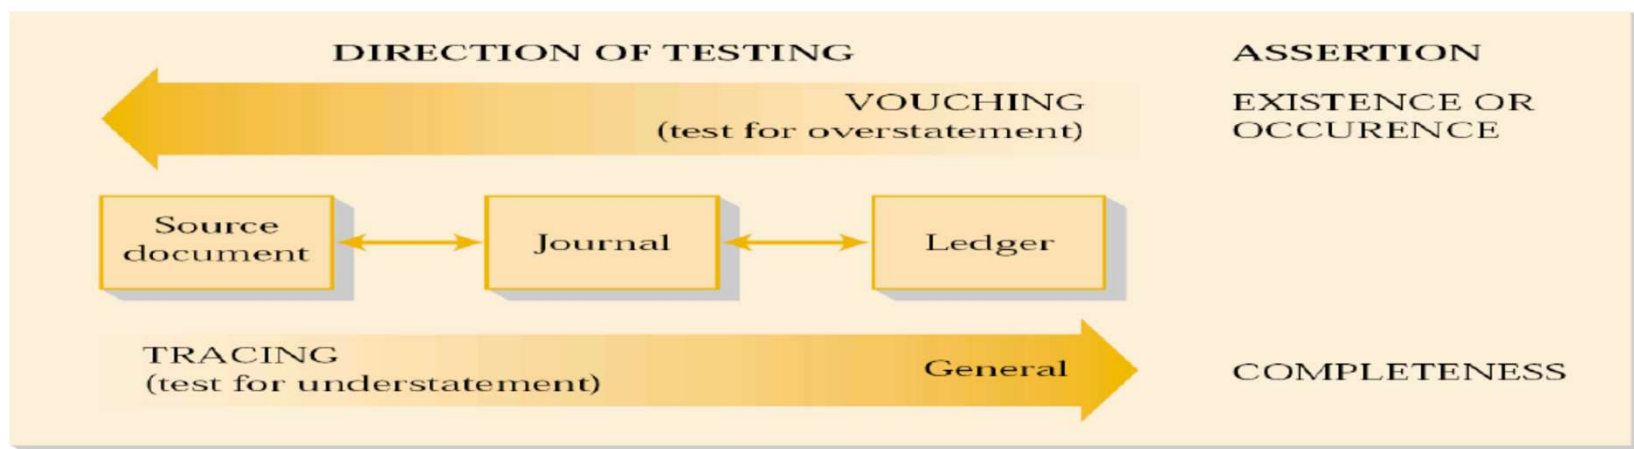 DIRECTION OF TESTING
ASSERTION
VOUCHING
(test for overstatement)
EXISTENCE OR
OCCURENCE
Source
document
Journal
Ledger
TRACING
(test for understatement)
General
COMPLETENESS